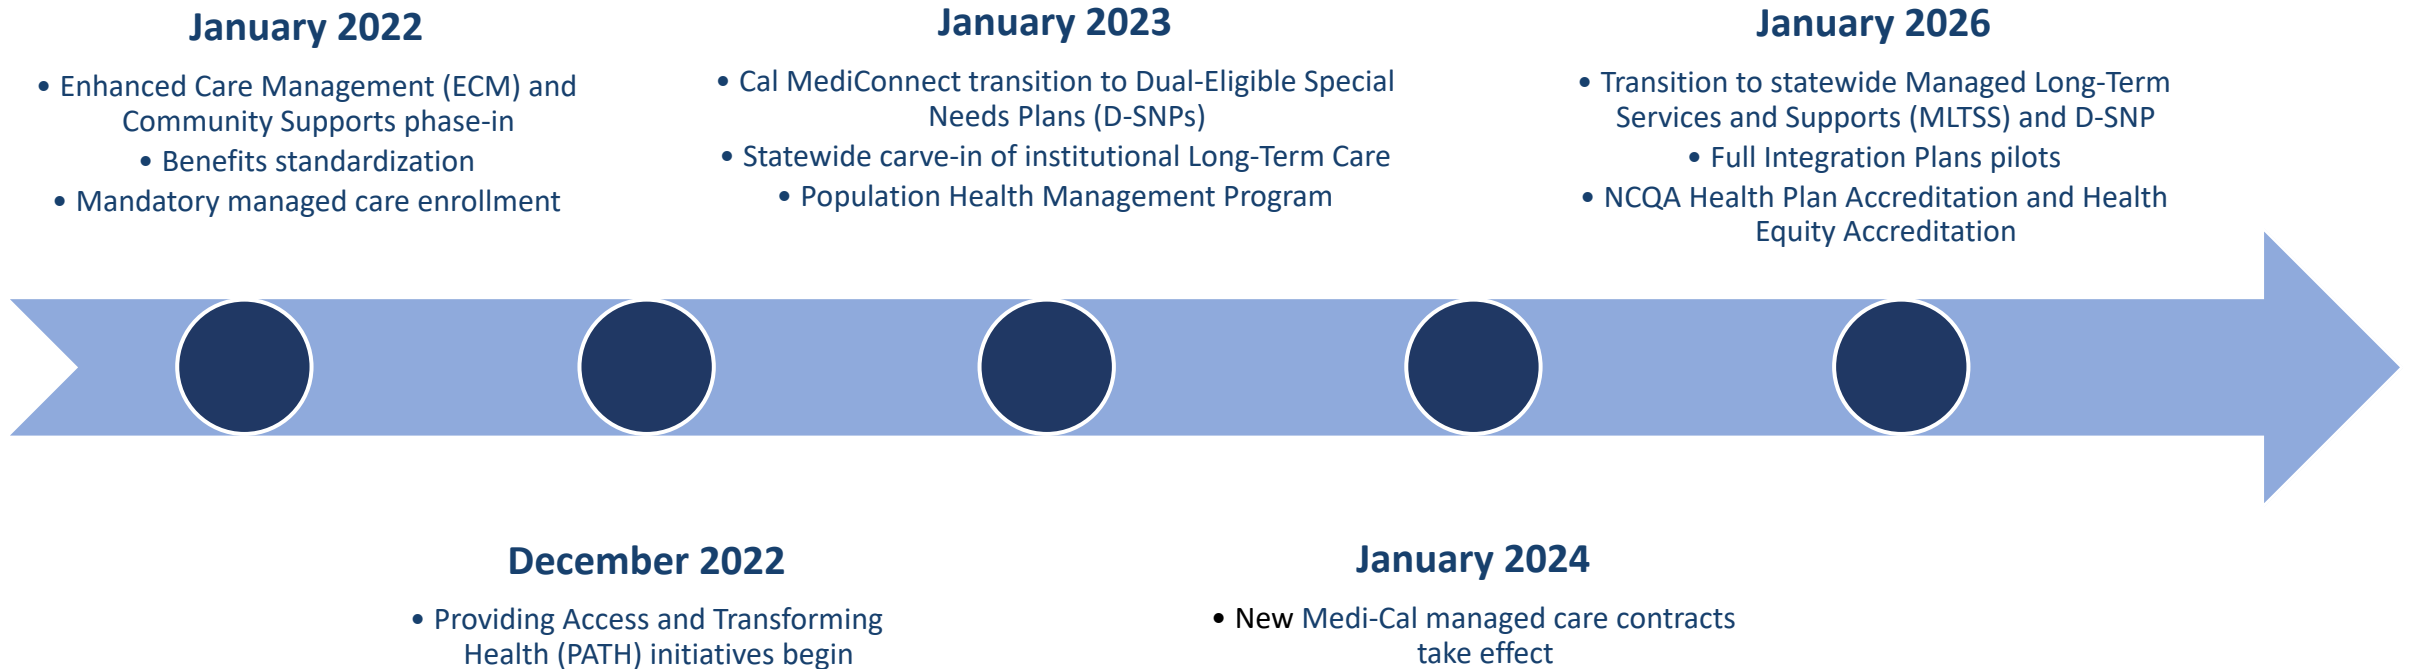 January 2022
• Enhanced Care Management (ECM) and
Community Supports phase-in
• Benefits standardization
• Mandatory managed care enrollment
January 2023
• Cal MediConnect transition to Dual-Eligible Special
Needs Plans (D-SNPs)
• Statewide carve-in of institutional Long-Term Care
• Population Health Management Program
January 2026
• Transition to statewide Managed Long-Term
Services and Supports (MLTSS) and D-SNP
• Full Integration Plans pilots
• NCQA Health Plan Accreditation and Health
Equity Accreditation
December 2022
• Providing Access and Transforming
Health (PATH) initiatives begin
January 2024
• New Medi-Cal managed care contracts
take effect